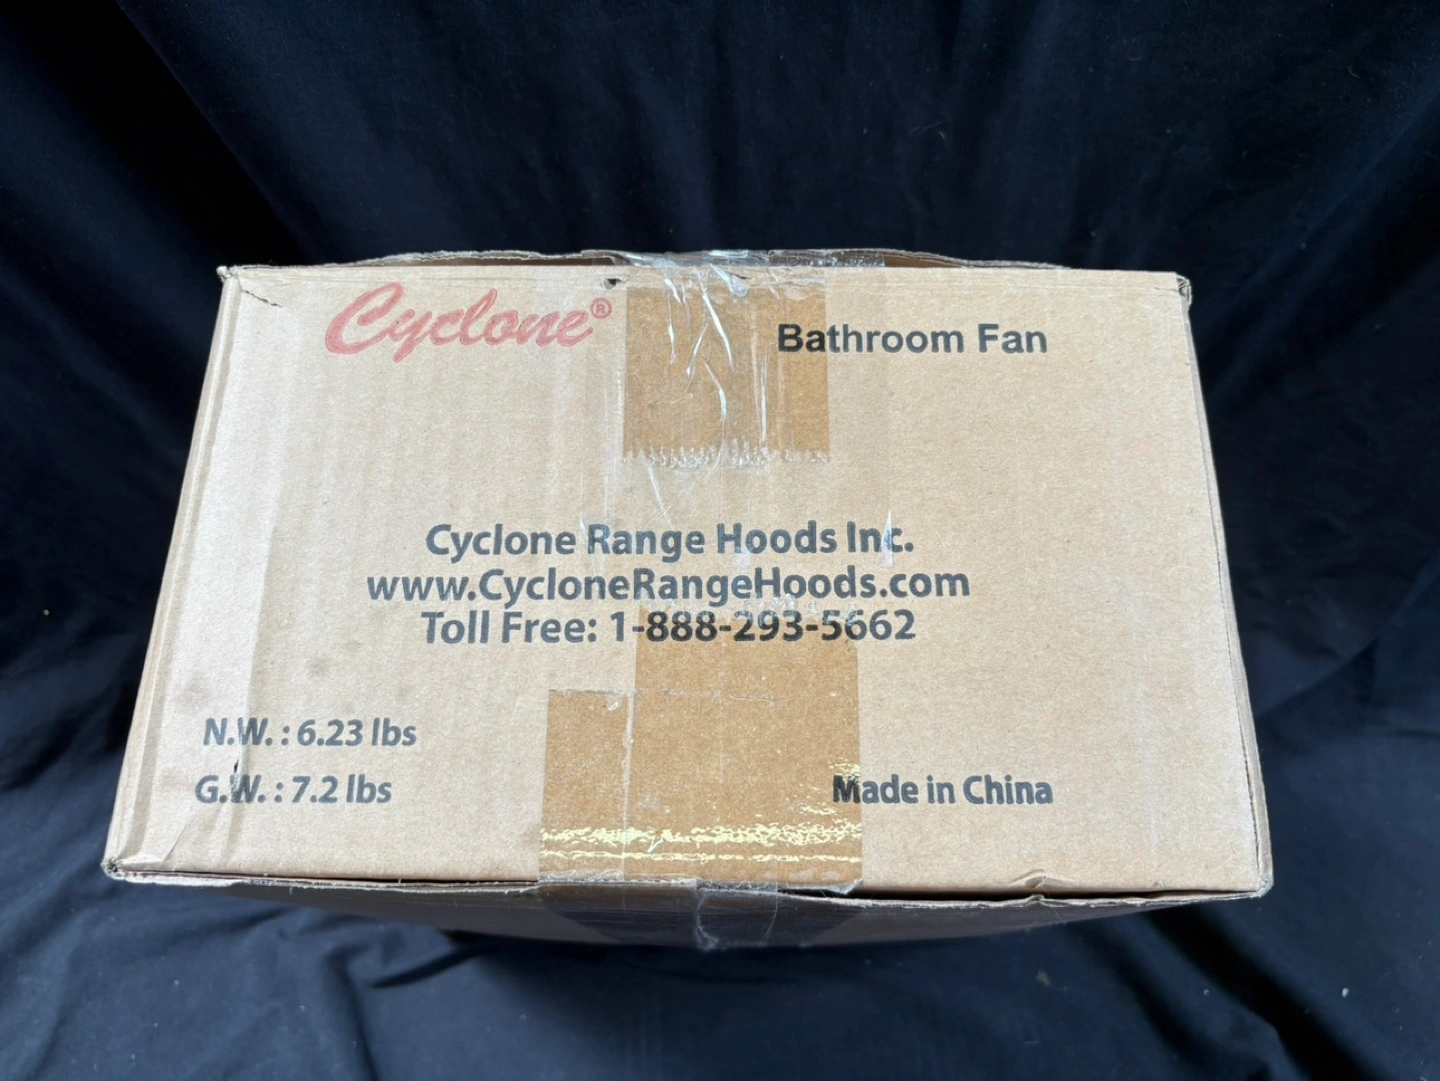 Cyclone®
Bathroom Fan
Cyclone Range Hoods Inc.
www.CycloneRangeHoods.com
Toll Free: 1-888-293-5662
N.W. : 6.23 lbs
G.W. : 7.2 lbs
Made in China